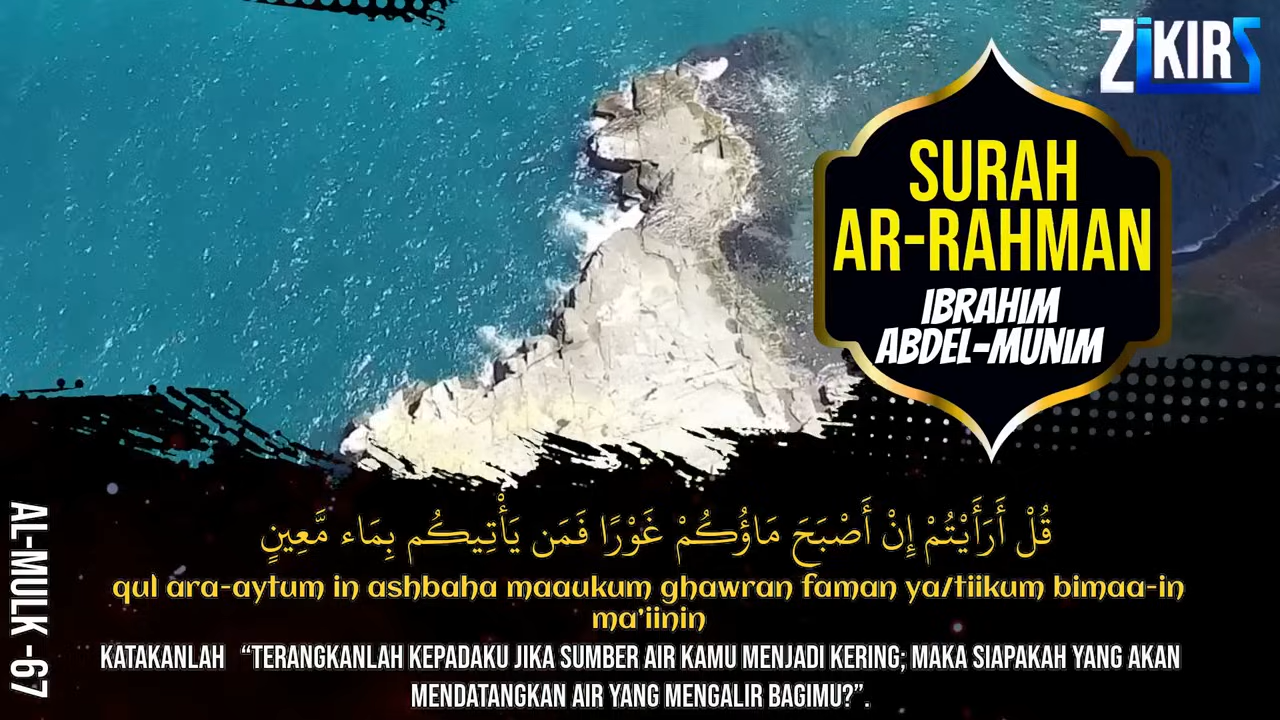 ZiKIRS
SURAH
AR-RAHMAN
IBRAHIM
ABDEL-MUNIM
قُلْ أَرَأَيْتُمْ إِنْ أَصْبَحَ مَاؤُكُمْ غَوْرًا فَمَن يَأْتِيكُم بِمَاء مَّعِينٍ
qul ara-aytum in ashbaha maaukum ghawran faman ya/tiikum bimaa-in
ma'iinin
KATAKANLAH “TERANGKANLAH KEPADAKU JIKA SUMBER AIR KAMU MENJADI KERING; MAKA SIAPAKAH YANG AKAN
MENDATANGKAN AIR YANG MENGALIR BAGIMU?”.
AL-MULK -67